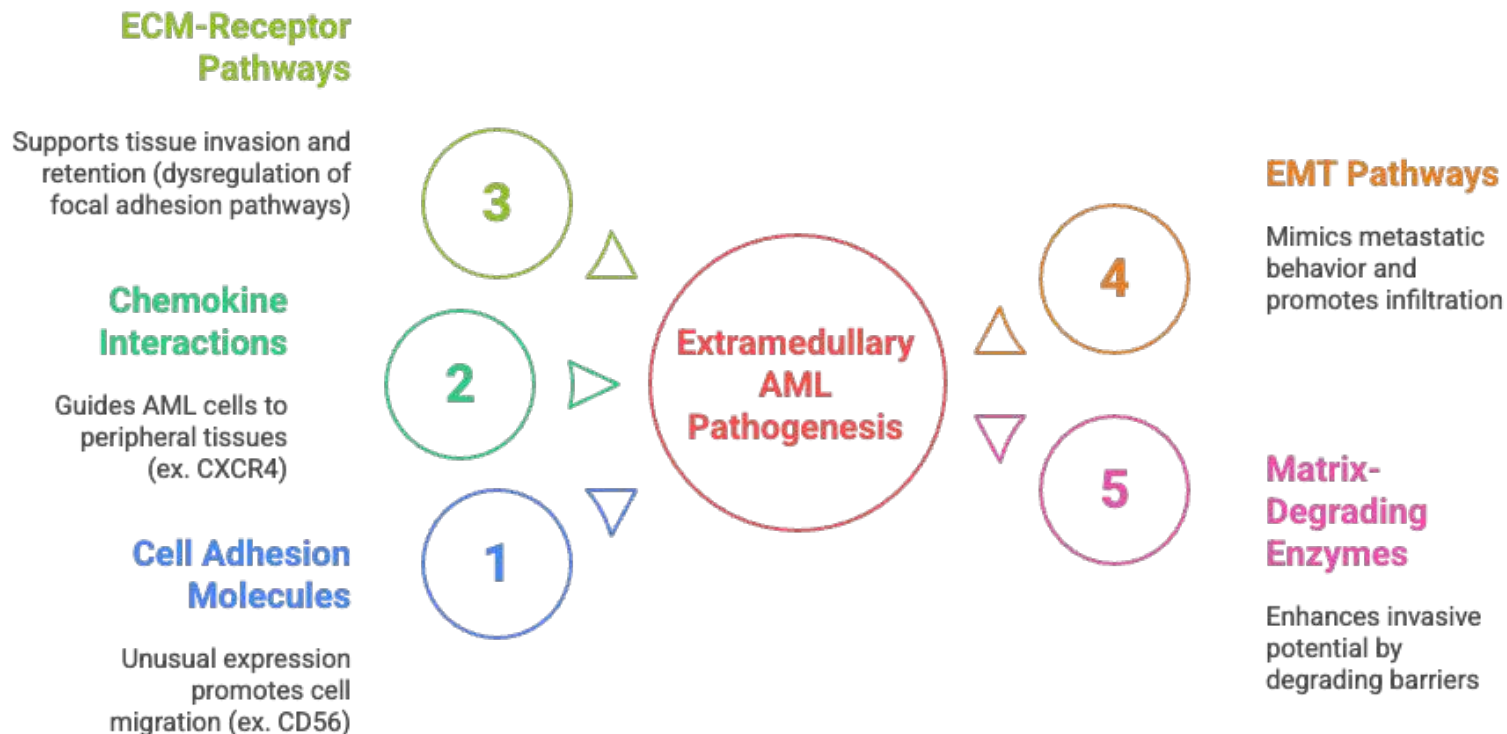 ECM-Receptor
Pathways
Supports tissue invasion and
retention (dysregulation of
focal adhesion pathways)
3
Chemokine
Interactions
Guides AML cells to
peripheral tissues
(ex. CXCR4)
2
Cell Adhesion
Molecules
Unusual expression
promotes cell
migration (ex. CD56)
1
Extramedullary
AML
Pathogenesis
4
EMT Pathways
Mimics metastatic
behavior and
promotes infiltration
5
Matrix-
Degrading
Enzymes
Enhances invasive
potential by
degrading barriers